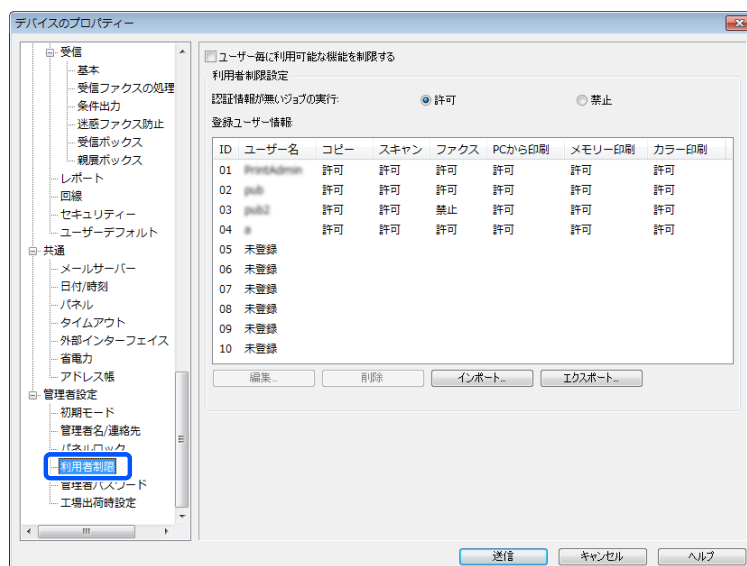 デバイスのプロパティー
受信
基本
受信ファクスの処理
条件出力
迷惑ファクス防止
受信ボックス
親展ボックス
レポート
回線
セキュリティー
ユーザーデフォルト
共通
メールサーバー
日付/時刻
パネル
タイムアウト
外部インターフェイス
省電力
アドレス帳
管理者設定
初期モード
管理者名/連絡先
パネルロック
利用者制限
管理者パスワード
工場出荷時設定
ユーザー毎に利用可能な機能を制限する
利用者制限設定
認証情報が無いジョブの実行: 許可 禁止
登録ユーザー情報:
ID ユーザー名 コピー スキャン ファクス PCから印刷 メモリー印刷 カラー印刷
01 許可 許可 許可 許可 許可 許可
02 許可 許可 許可 許可 許可 許可
03 許可 許可 禁止 許可 許可 許可
04 許可 許可 許可 許可 許可 許可
05 未登録
06 未登録
07 未登録
08 未登録
09 未登録
10 未登録
編集... 削除 インポート... エクスポート...
送信 キャンセル ヘルプ